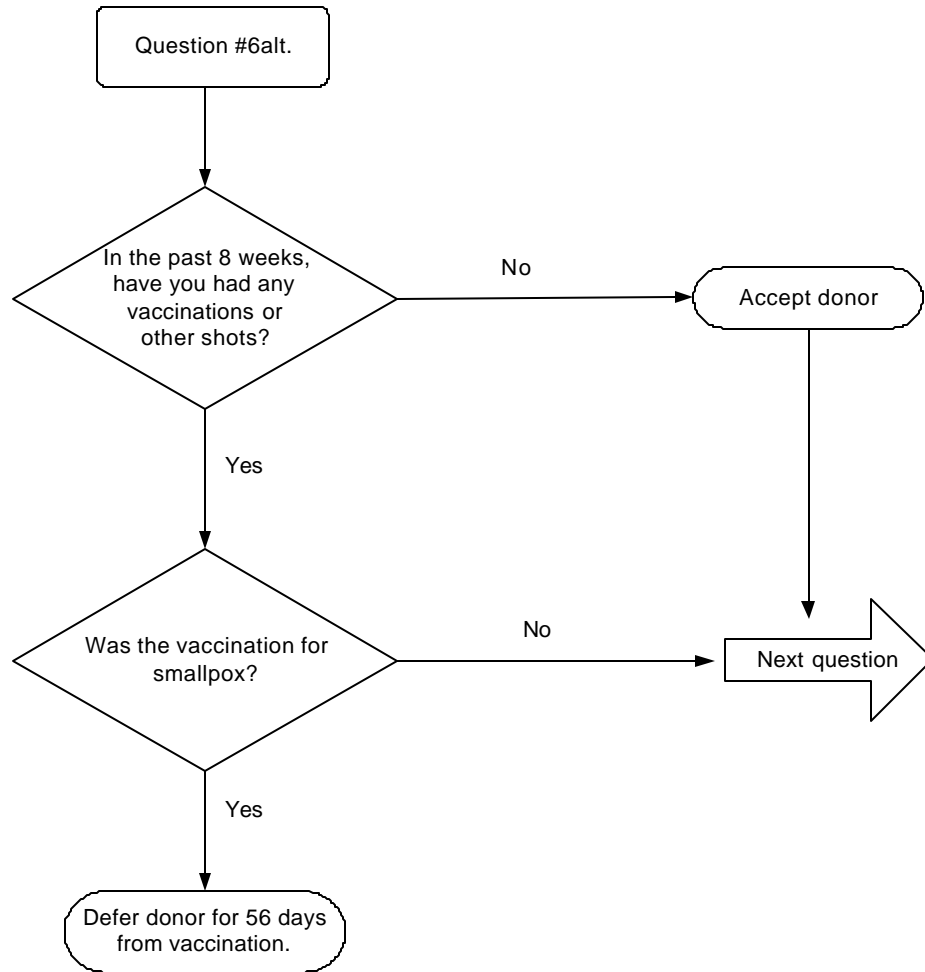 Question #6alt.
In the past 8 weeks,
have you had any
vaccinations or
other shots?
No
Accept donor
Yes
Was the vaccination for
smallpox?
No
Next question
Yes
Defer donor for 56 days
from vaccination.